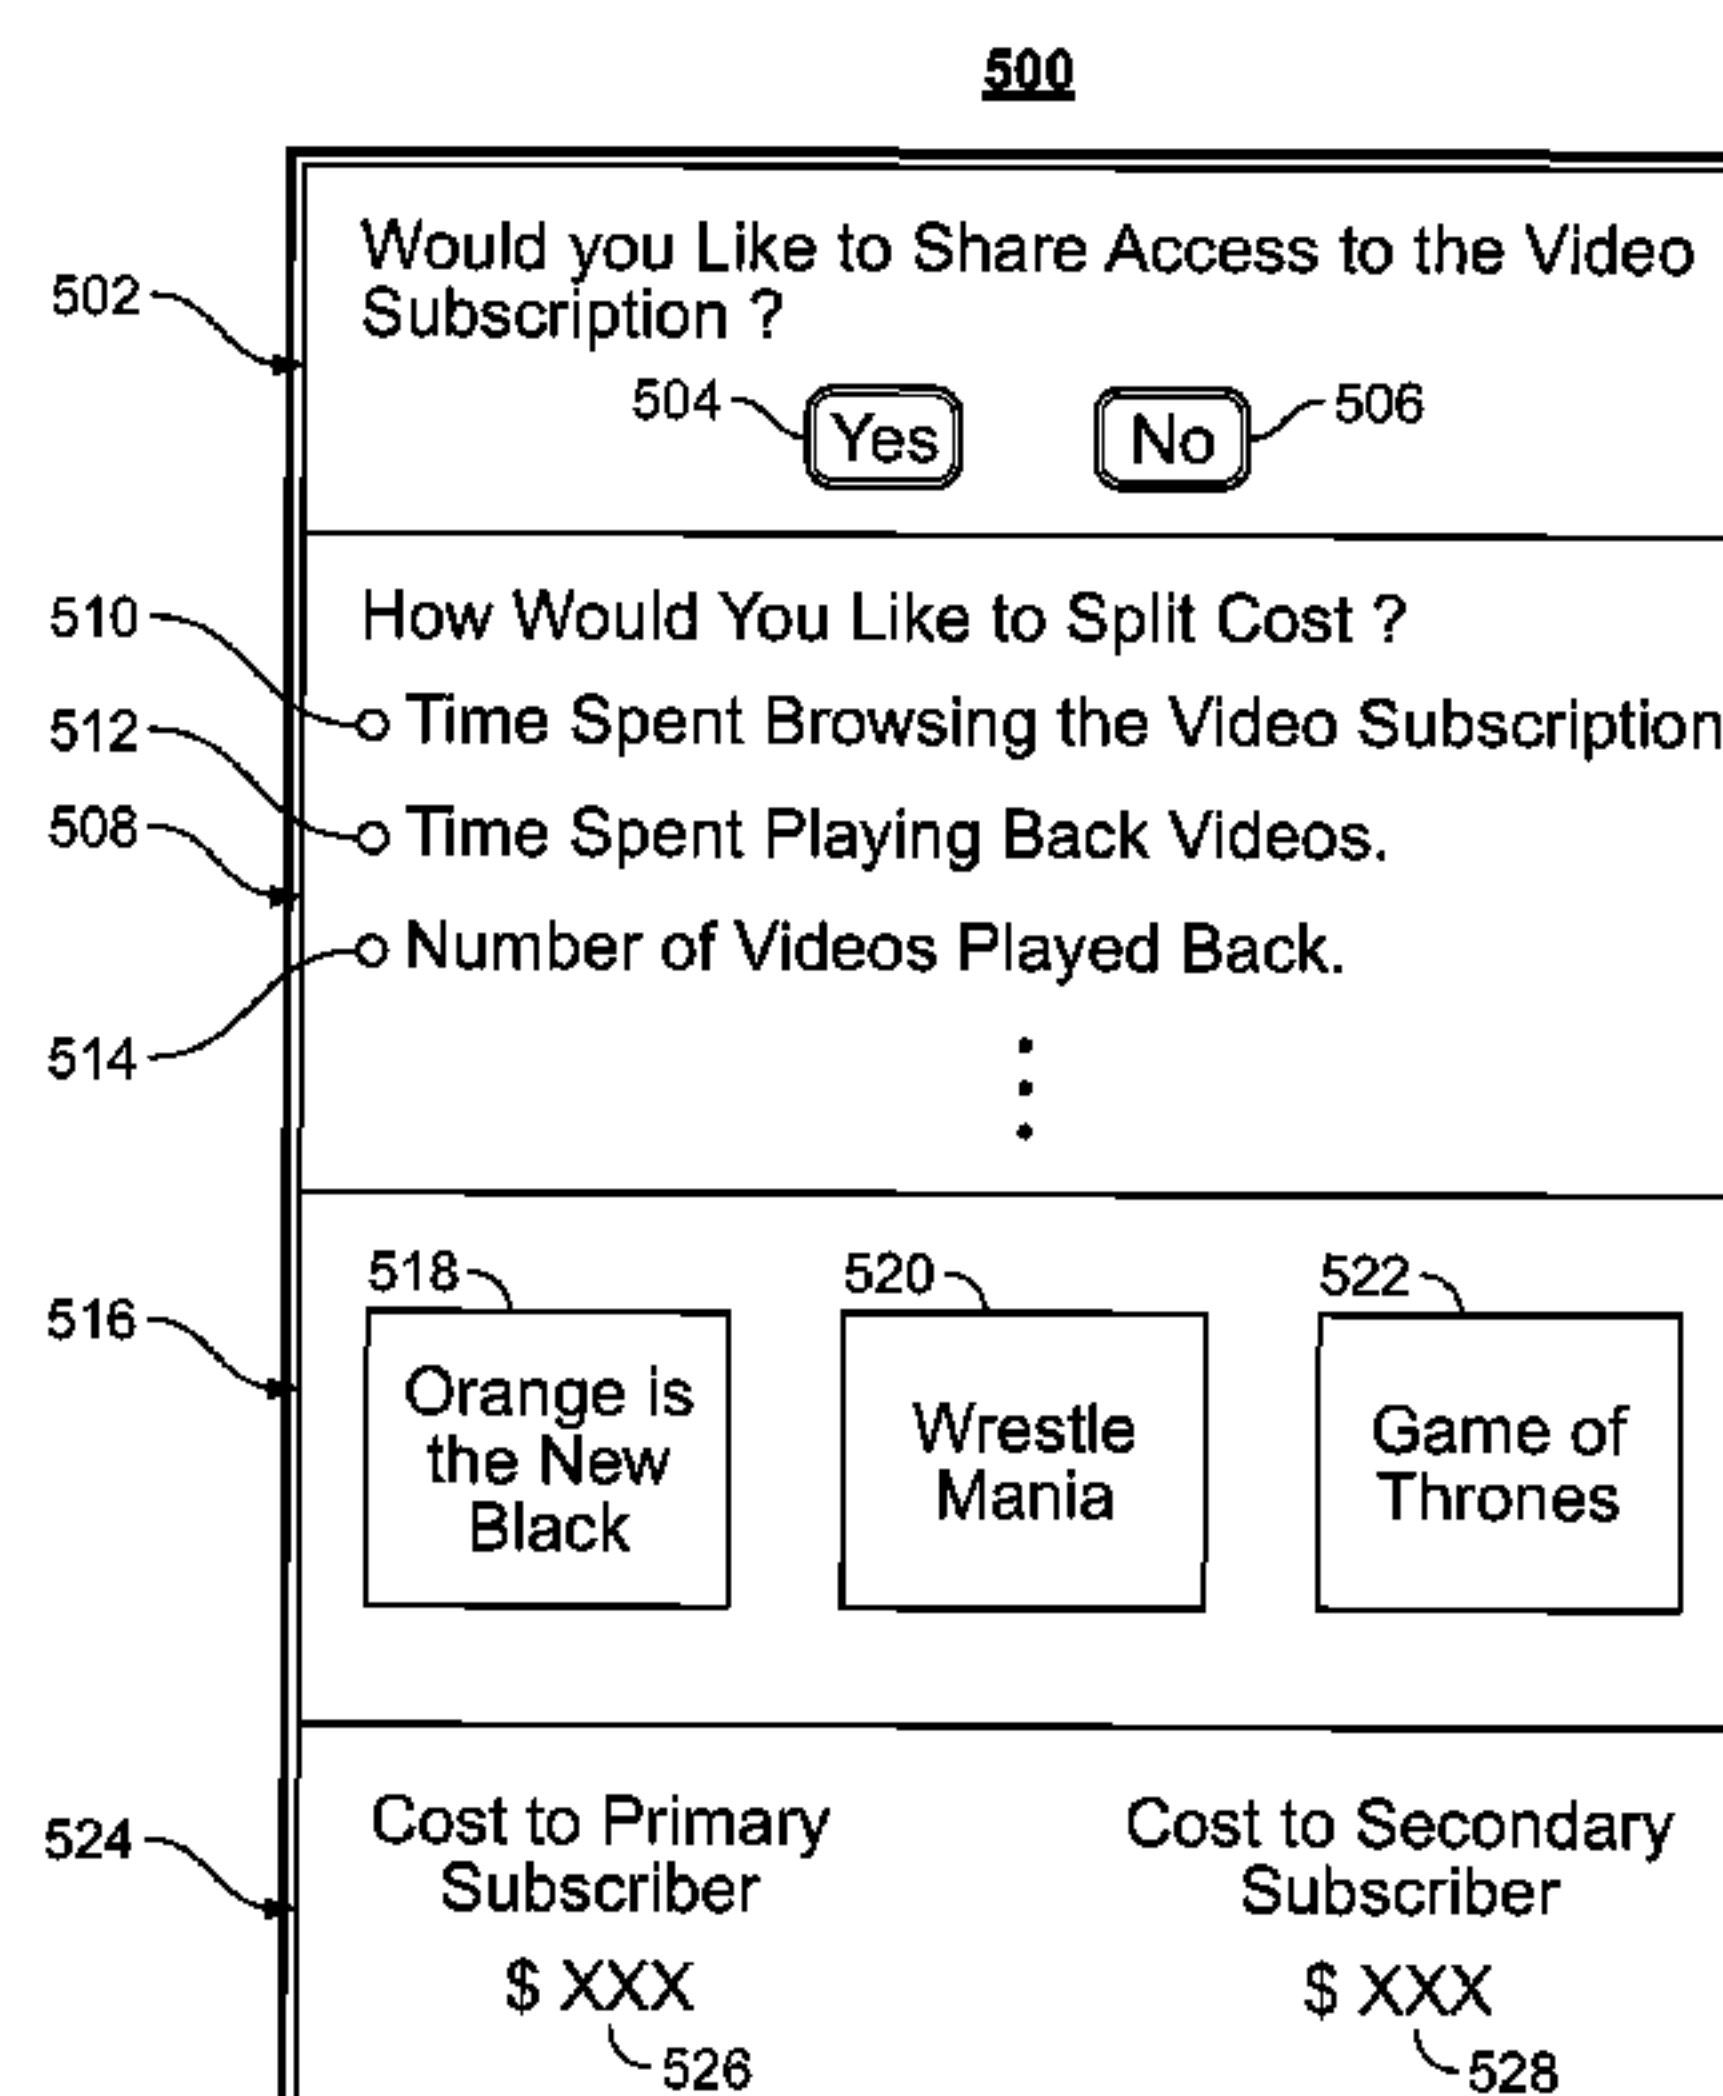 500
Would you Like to Share Access to the Video
Subscription ?
502
504 Yes No 506
How Would You Like to Split Cost ?
510
Time Spent Browsing the Video Subscription
512
Time Spent Playing Back Videos.
508
Number of Videos Played Back.
514
518 520 522
516
Orange is
the New
Black
Wrestle
Mania
Game of
Thrones
524
Cost to Primary
Subscriber
$ XXX
526
Cost to Secondary
Subscriber
$ XXX
528